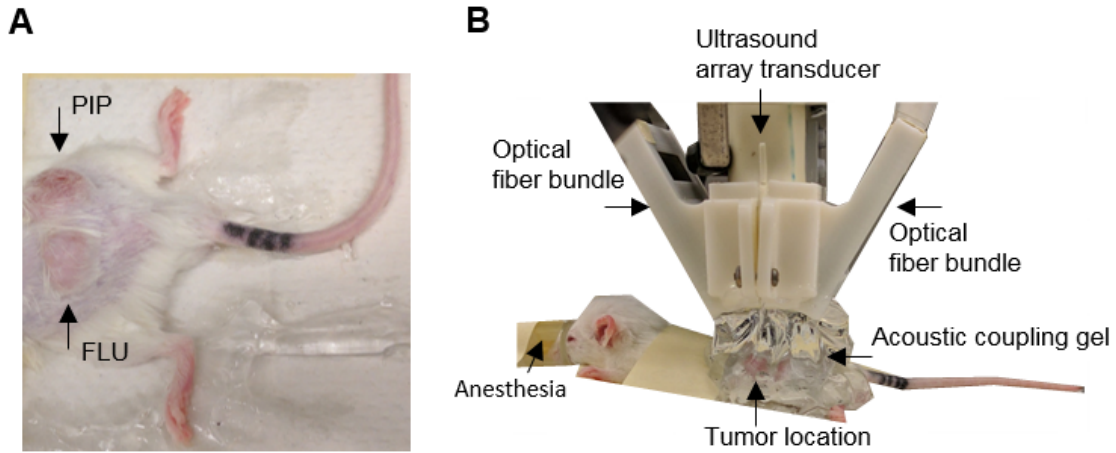 A
PIP
FLU
B
Ultrasound
array transducer
Optical
fiber bundle
Optical
fiber bundle
Acoustic coupling gel
Anesthesia
Tumor location